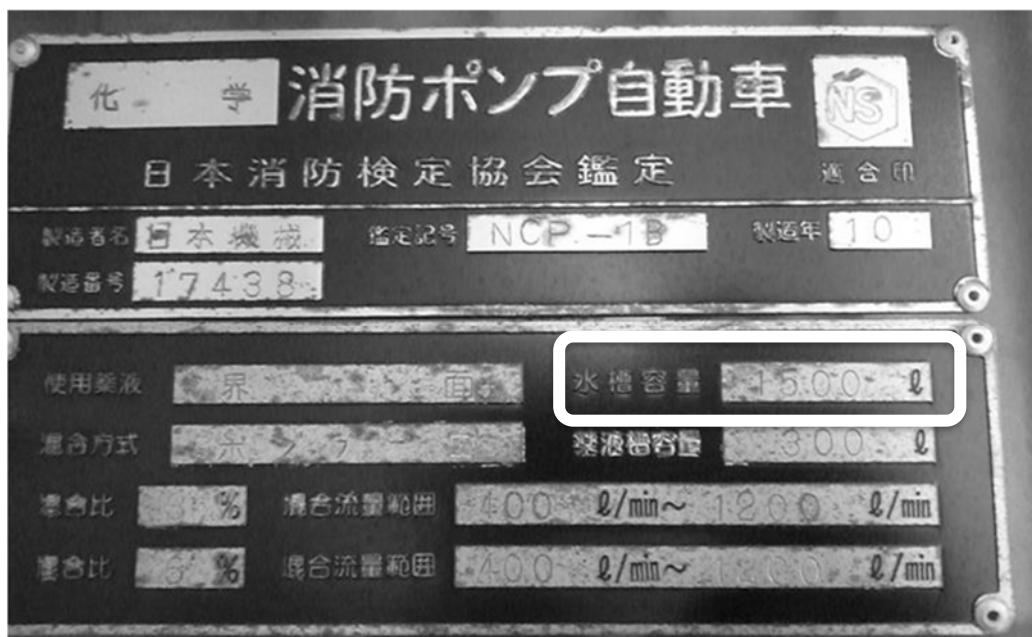 化 学 消防ポンプ自動車 NS
日本消防検定協会鑑定 適合印
製造者名 日本機械 鑑定記号 NCP-1B 製造年 10
製造番号 17438
使用薬液 界 面 水槽容量 1500 ℓ
混合方式 薬液槽容量 300 ℓ
混合比 3 % 混合流量範囲 400 ℓ/min~1200 ℓ/min
混合比 6 % 混合流量範囲 400 ℓ/min~1200 ℓ/min